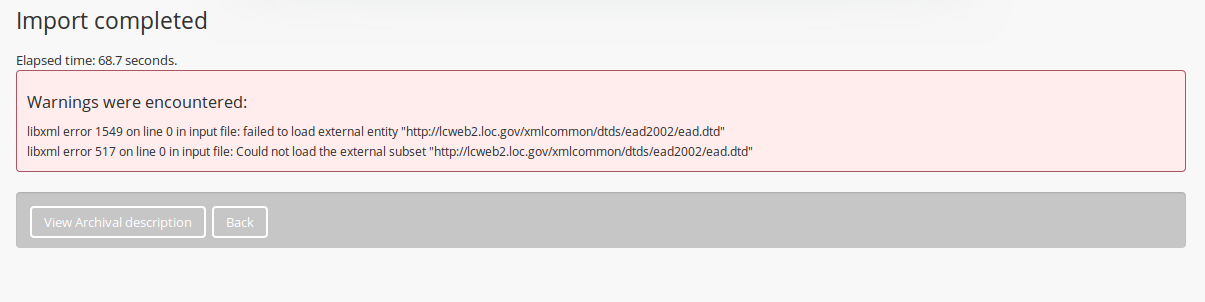 Import completed
Elapsed time: 68.7 seconds.
Warnings were encountered:
libxml error 1549 on line 0 in input file: failed to load external entity "http://lcweb2.loc.gov/xmlcommon/dtds/ead2002/ead.dtd"
libxml error 517 on line 0 in input file: Could not load the external subset "http://lcweb2.loc.gov/xmlcommon/dtds/ead2002/ead.dtd"
View Archival description
Back